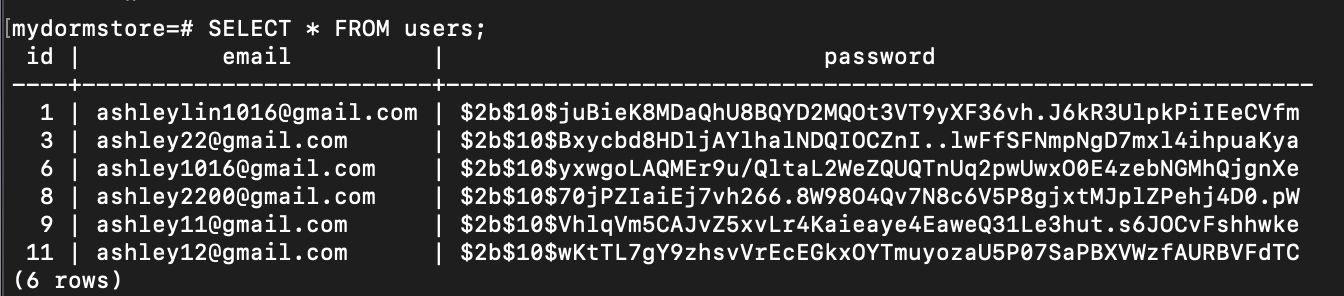 mydormstore=# SELECT * FROM users;
 id |          email           |                           password
----+--------------------------+--------------------------------------------------------------
  1 | ashleylin1016@gmail.com | $2b$10$juBieK8MDaQhU8BQYD2MQOt3VT9yXF36vh.J6kR3UlpkPiIEeCVfm
  3 | ashley22@gmail.com | $2b$10$Bxycbd8HDljAYlhalNDQIOCZnI..lwFfSFNmpNgD7mxl4ihpuaKya
  6 | ashley1016@gmail.com | $2b$10$yxwgoLAQMEr9u/QltaL2WeZQUQTnUq2pwUwxO0E4zebNGMhQjgnXe
  8 | ashley2200@gmail.com | $2b$10$70jPZIaiEj7vh266.8W98O4Qv7N8c6V5P8gjxtMJplZPehj4D0.pW
  9 | ashley11@gmail.com | $2b$10$VhlqVm5CAJvZ5xvLr4Kaieaye4EaweQ31Le3hut.s6JOCvFshhwke
 11 | ashley12@gmail.com | $2b$10$wKtTL7gY9zhsvVrEcEGkxOYTmuyozaU5P07SaPBXVWzfAURBVFdTC
(6 rows)